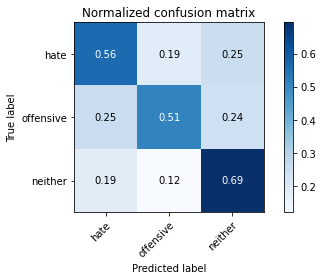 Normalized confusion matrix
True label
hate 0.56 0.19 0.25
offensive 0.25 0.51 0.24
neither 0.19 0.12 0.69
hate offensive neither
Predicted label
0.6
0.5
0.4
0.3
0.2